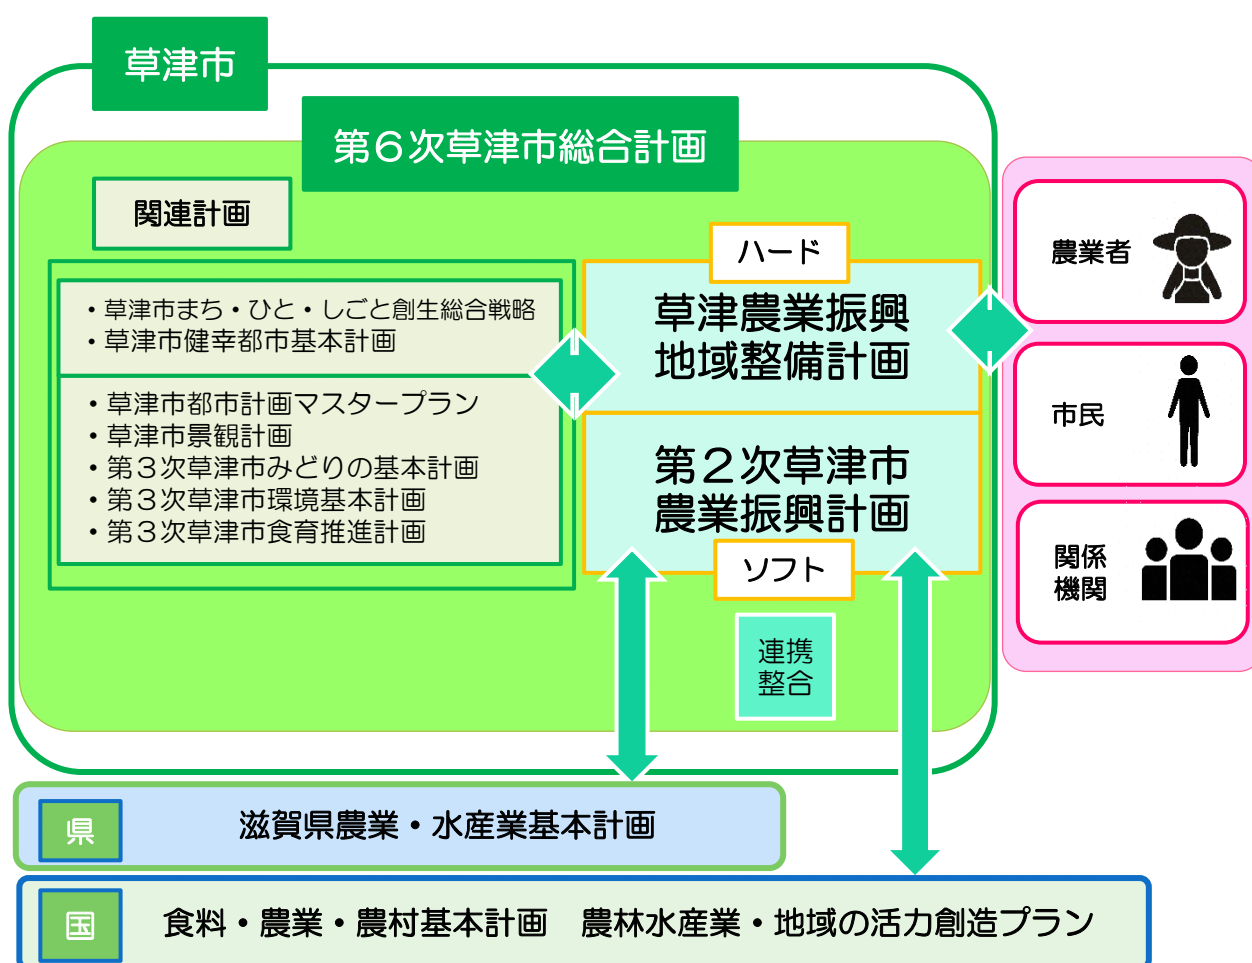 草津市
第６次草津市総合計画
関連計画
・草津市まち・ひと・しごと創生総合戦略
・草津市健幸都市基本計画
・草津市都市計画マスタープラン
・草津市景観計画
・第３次草津市みどりの基本計画
・第３次草津市環境基本計画
・第３次草津市食育推進計画
ハード
草津農業振興
地域整備計画
第２次草津市
農業振興計画
ソフト
連携
整合
農業者
市民
関係
機関
県
滋賀県農業・水産業基本計画
国
食料・農業・農村基本計画　農林水産業・地域の活力創造プラン